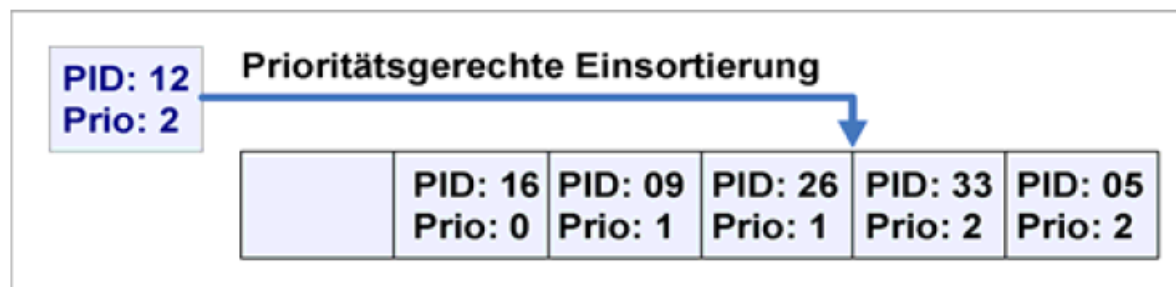 PID: 12
Prio: 2
Prioritätsgerechte Einsortierung
PID: 16 PID: 09 PID: 26 PID: 33 PID: 05
Prio: 0 Prio: 1 Prio: 1 Prio: 2 Prio: 2